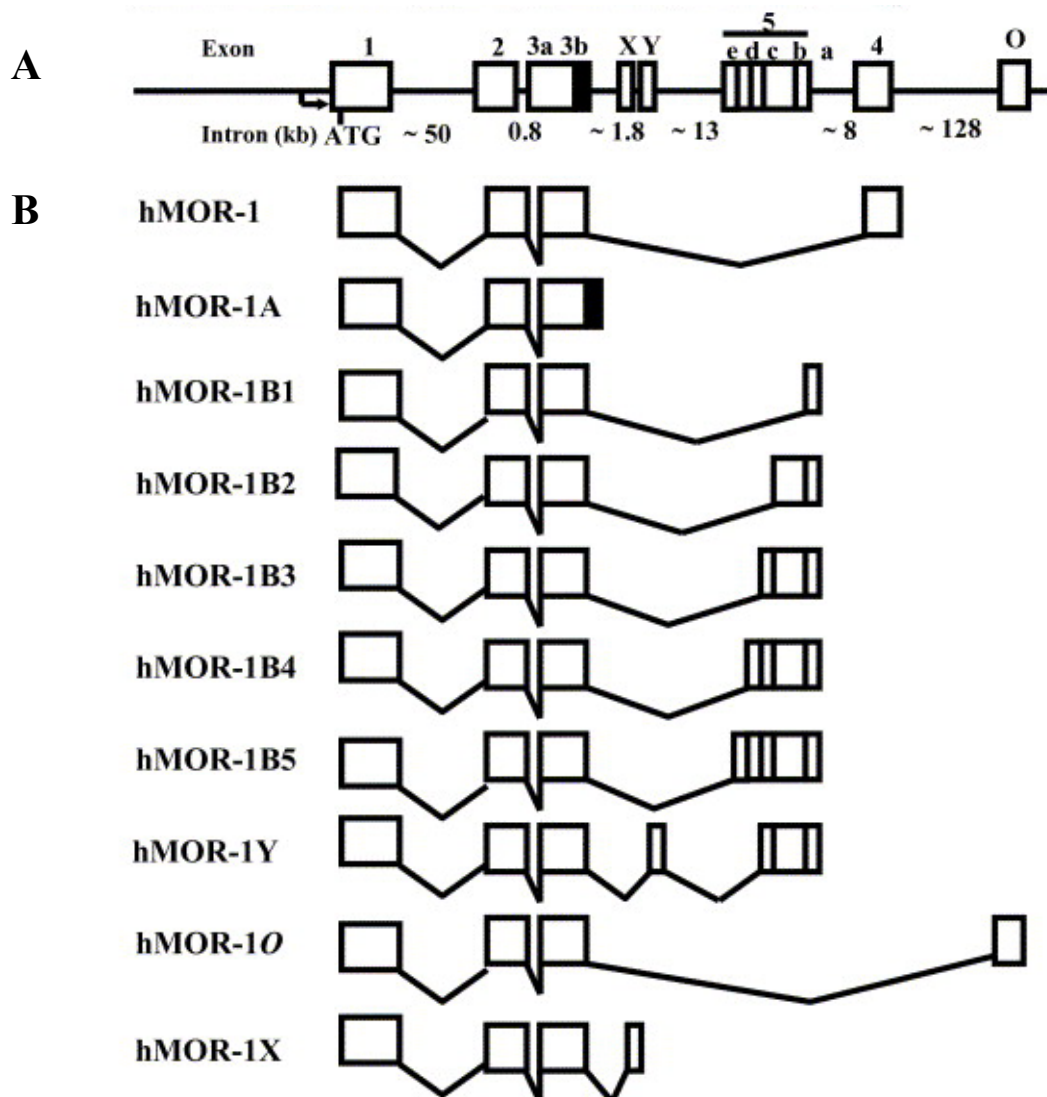 A
5
Exon 1 2 3a 3b X Y e d c b a 4 O
Intron (kb) ATG ~ 50 0.8 ~ 1.8 ~ 13 ~ 8 ~ 128
B
hMOR-1
hMOR-1A
hMOR-1B1
hMOR-1B2
hMOR-1B3
hMOR-1B4
hMOR-1B5
hMOR-1Y
hMOR-1O
hMOR-1X